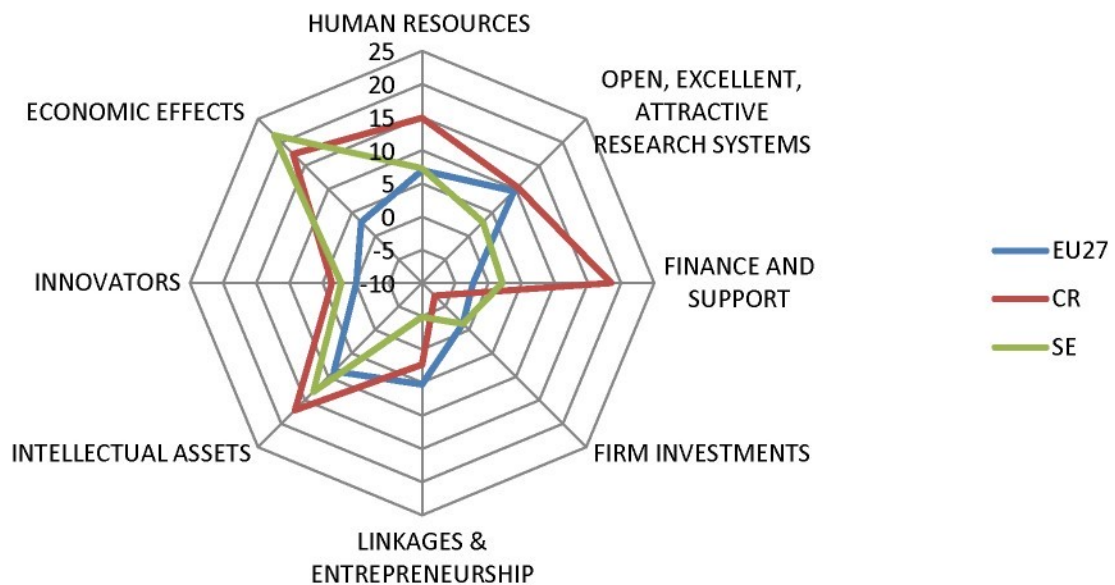 HUMAN RESOURCES
25
20
15
10
5
0
-5
-10
OPEN, EXCELLENT,
ATTRACTIVE
RESEARCH SYSTEMS
FINANCE AND
SUPPORT
FIRM INVESTMENTS
LINKAGES &
ENTREPRENEURSHIP
INTELLECTUAL ASSETS
INNOVATORS
ECONOMIC EFFECTS
EU27
CR
SE